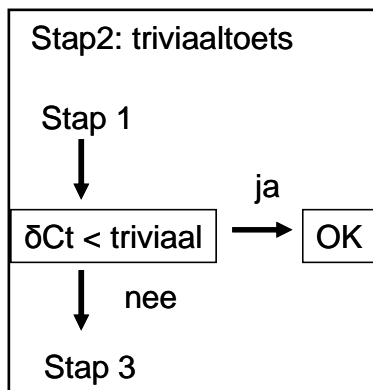 Stap2: triviaaltoets
Stap 1
ja
δCt < triviaal
OK
nee
Stap 3